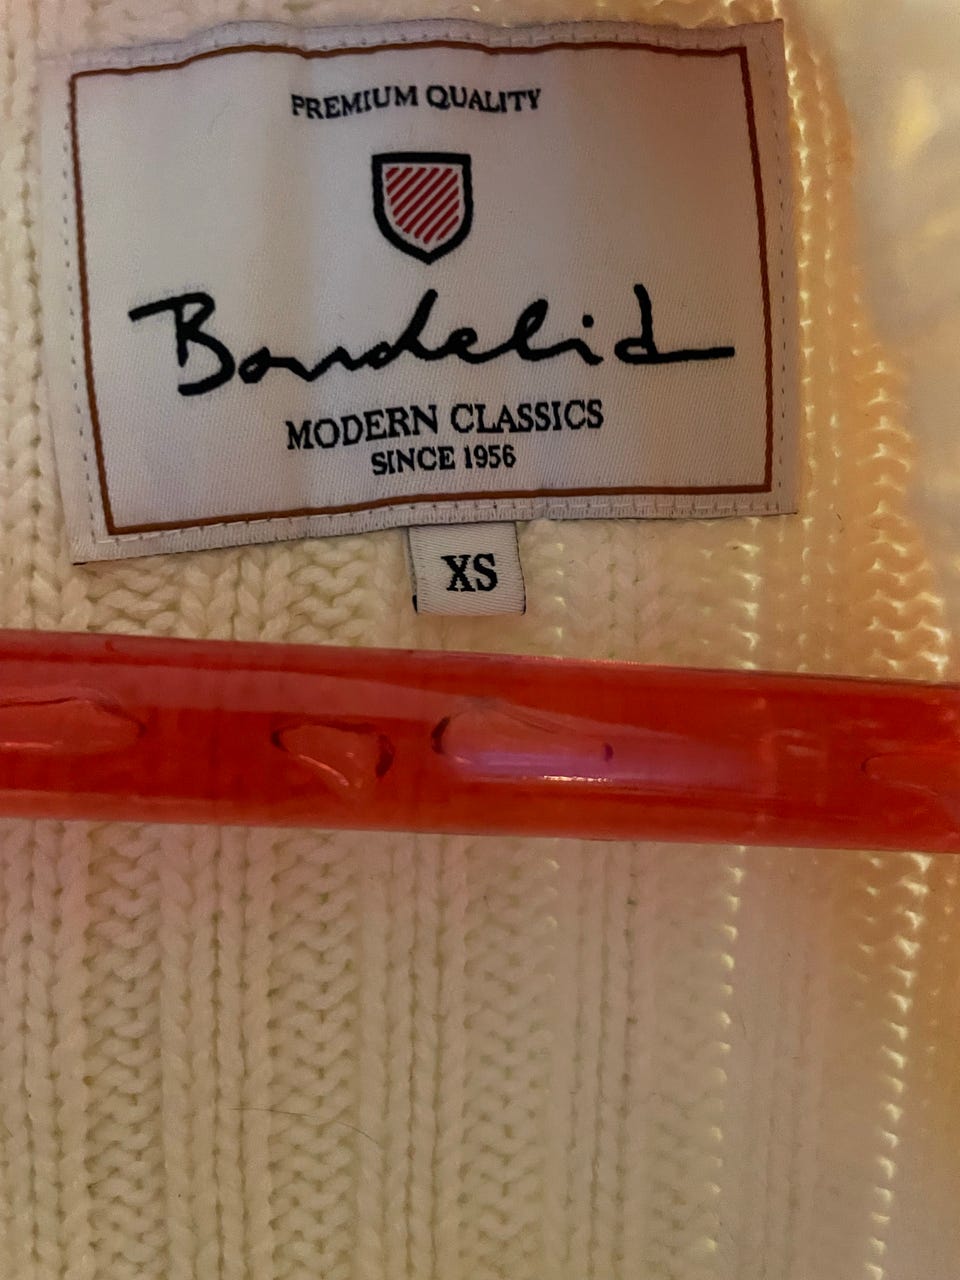 PREMIUM QUALITY
Bondelid
MODERN CLASSICS
SINCE 1956
XS